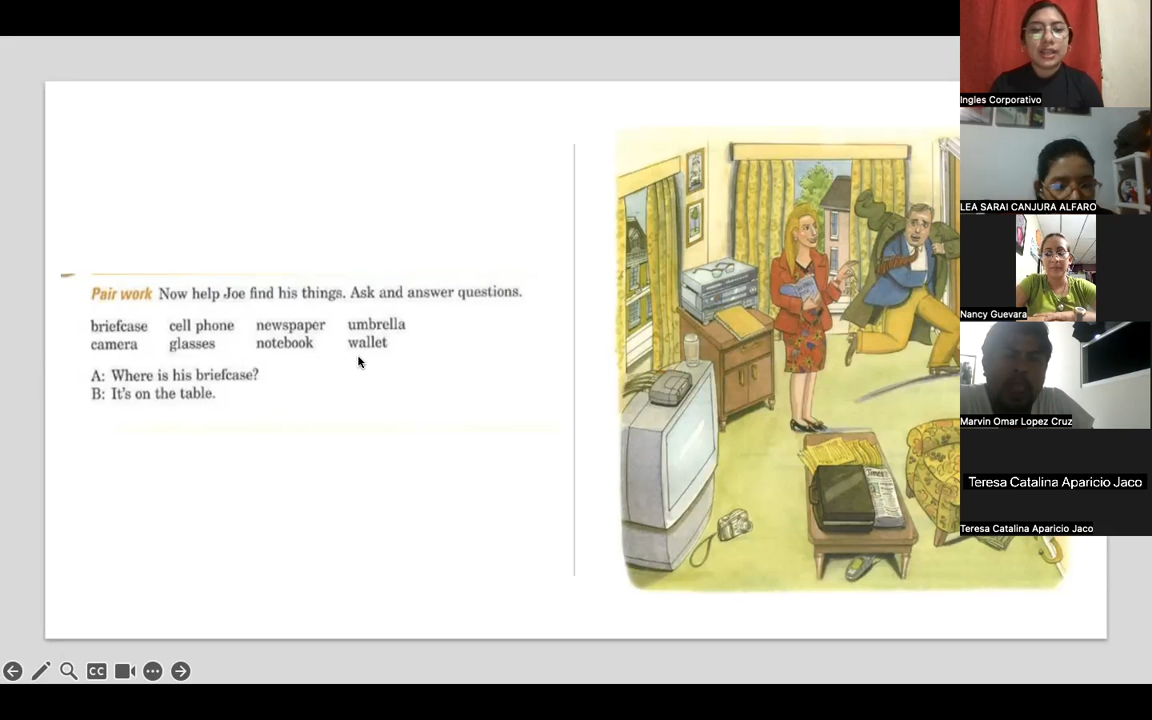 Pair work Now help Joe find his things. Ask and answer questions.
briefcase cell phone newspaper umbrella
camera glasses notebook wallet
A: Where is his briefcase?
B: It's on the table.
Times
CC
Ingles Corporativo
LEA SARAI CANJURA ALFARO
Nancy Guevara
Marvin Omar Lopez Cruz
Teresa Catalina Aparicio Jaco
Teresa Catalina Aparicio Jaco